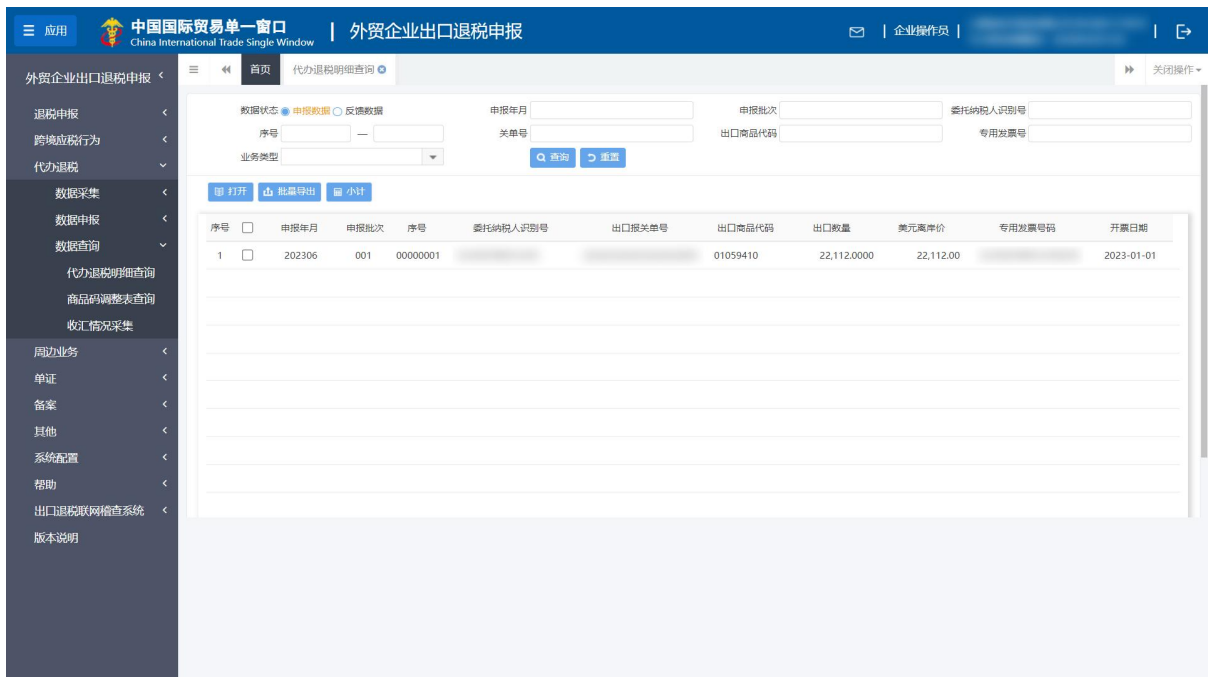 应用
中国国际贸易单一窗口
China International Trade Single Window
外贸企业出口退税申报
企业操作员
外贸企业出口退税申报
退税申报
跨境应税行为
代办退税
数据采集
数据申报
数据查询
代办退税明细查询
商品码调整表查询
收汇情况采集
周边业务
单证
备案
其他
系统配置
帮助
出口退税联网稽查系统
版本说明
首页 代办退税明细查询 关闭操作
数据状态 申报数据 反馈数据 申报年月 申报批次 委托纳税人识别号
序号 — 关单号 出口商品代码 专用发票号
业务类型 查询 重置
打开 批量导出 小计
序号 申报年月 申报批次 序号 委托纳税人识别号 出口报关单号 出口商品代码 出口数量 美元离岸价 专用发票号码 开票日期
1 202306 001 00000001 01059410 22,112.0000 22,112.00 2023-01-01